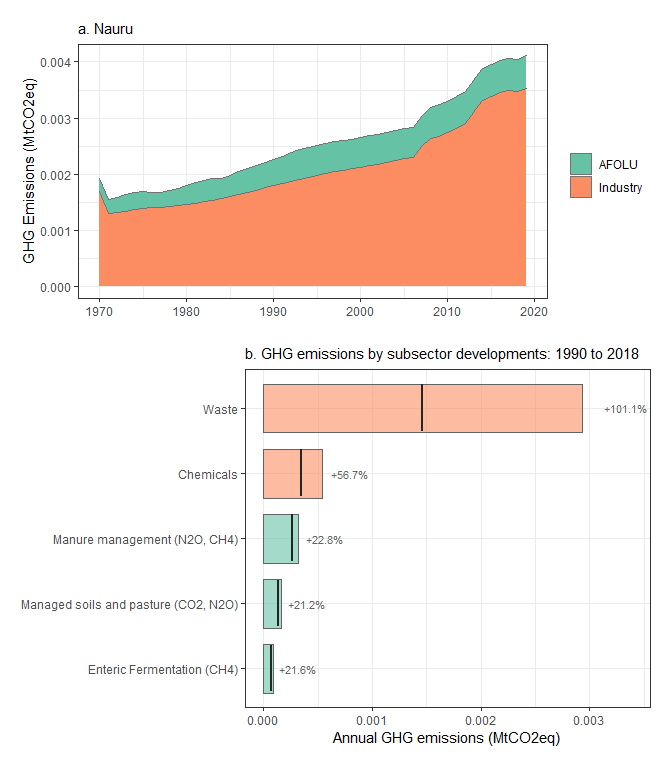 a. Nauru
GHG Emissions (MtCO2eq)
0.004
0.003
0.002
0.001
0.000
1970
1980
1990
2000
2010
2020
AFOLU
Industry
b. GHG emissions by subsector developments: 1990 to 2018
Waste
+101.1%
Chemicals
+56.7%
Manure management (N2O, CH4)
+22.8%
Managed soils and pasture (CO2, N2O)
+21.2%
Enteric Fermentation (CH4)
+21.6%
0.000
0.001
0.002
0.003
Annual GHG emissions (MtCO2eq)